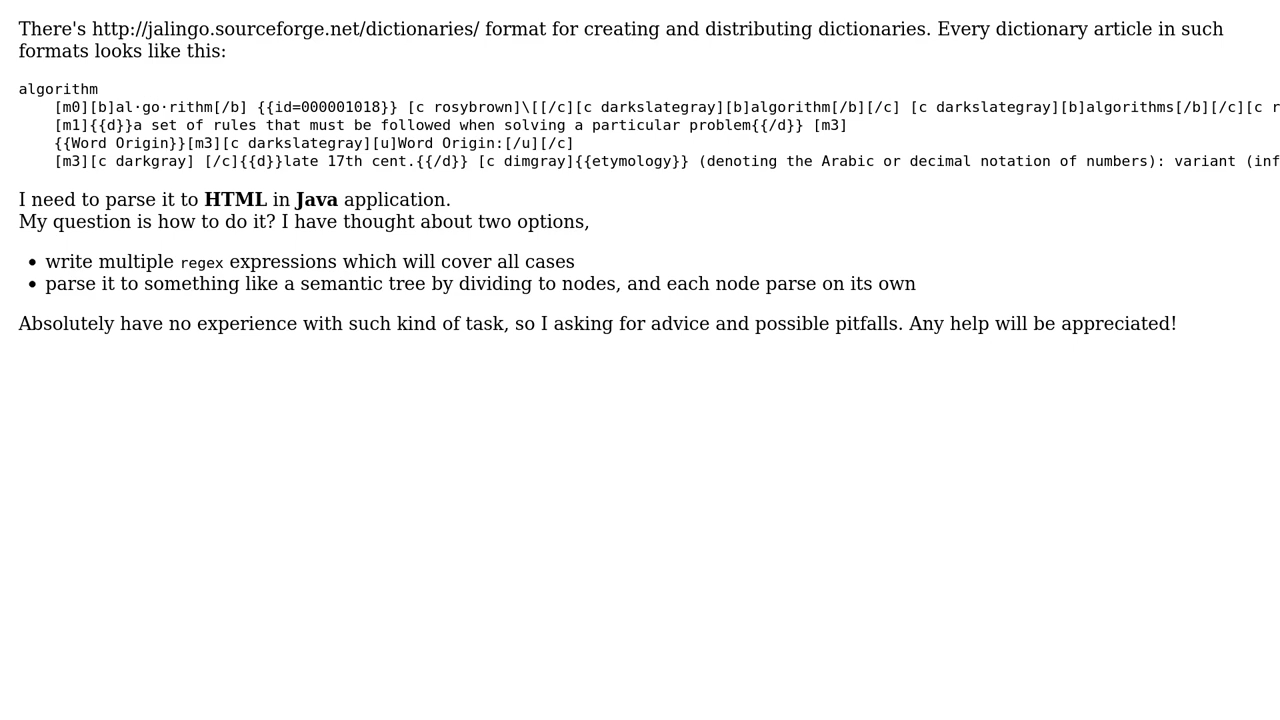 There's http://jalingo.sourceforge.net/dictionaries/ format for creating and distributing dictionaries. Every dictionary article in such
formats looks like this:
algorithm
[m0][b]al·go·rithm[/b] {{id=000001018}} [c rosybrown]\[[/c][c darkslategray][b]algorithm[/b][/c] [c darkslategray][b]algorithms[/b][/c][c r
[m1]{{d}}a set of rules that must be followed when solving a particular problem{{/d}} [m3]
{{Word Origin}}[m3][c darkslategray][u]Word Origin:[/u][/c]
[m3][c darkgray] [/c]{{d}}late 17th cent.{{/d}} [c dimgray]{{etymology}} (denoting the Arabic or decimal notation of numbers): variant (inf
I need to parse it to HTML in Java application.
My question is how to do it? I have thought about two options,
• write multiple regex expressions which will cover all cases
• parse it to something like a semantic tree by dividing to nodes, and each node parse on its own
Absolutely have no experience with such kind of task, so I asking for advice and possible pitfalls. Any help will be appreciated!